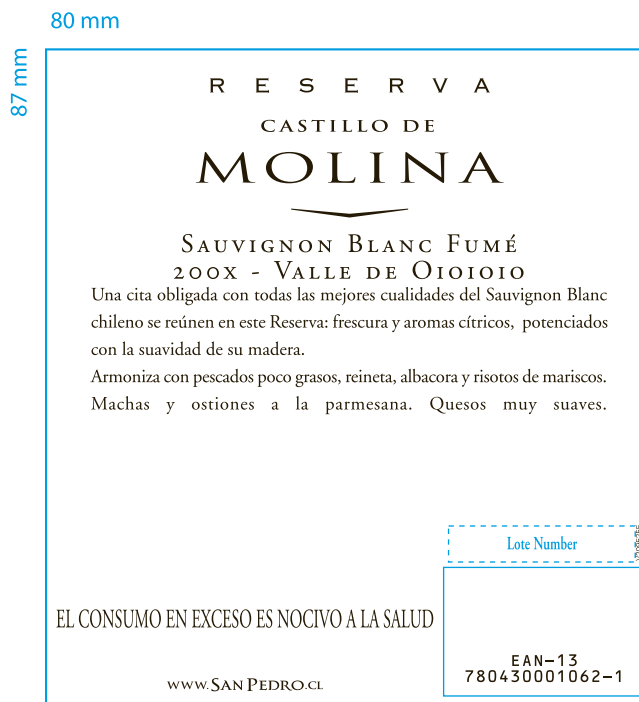 80 mm
87 mm
RESERVA
CASTILLO DE
MOLINA
SAUVIGNON BLANC FUMÉ
200X - VALLE DE OIOIOIO
Una cita obligada con todas las mejores cualidades del Sauvignon Blanc
chileno se reúnen en este Reserva: frescura y aromas cítricos, potenciados
con la suavidad de su madera.
Armoniza con pescados poco grasos, reineta, albacora y risotos de mariscos.
Machas y ostiones a la parmesana. Quesos muy suaves.
Lote Number
EL CONSUMO EN EXCESO ES NOCIVO A LA SALUD
EAN-13
780430001062-1
WWW.SANPEDRO.CL